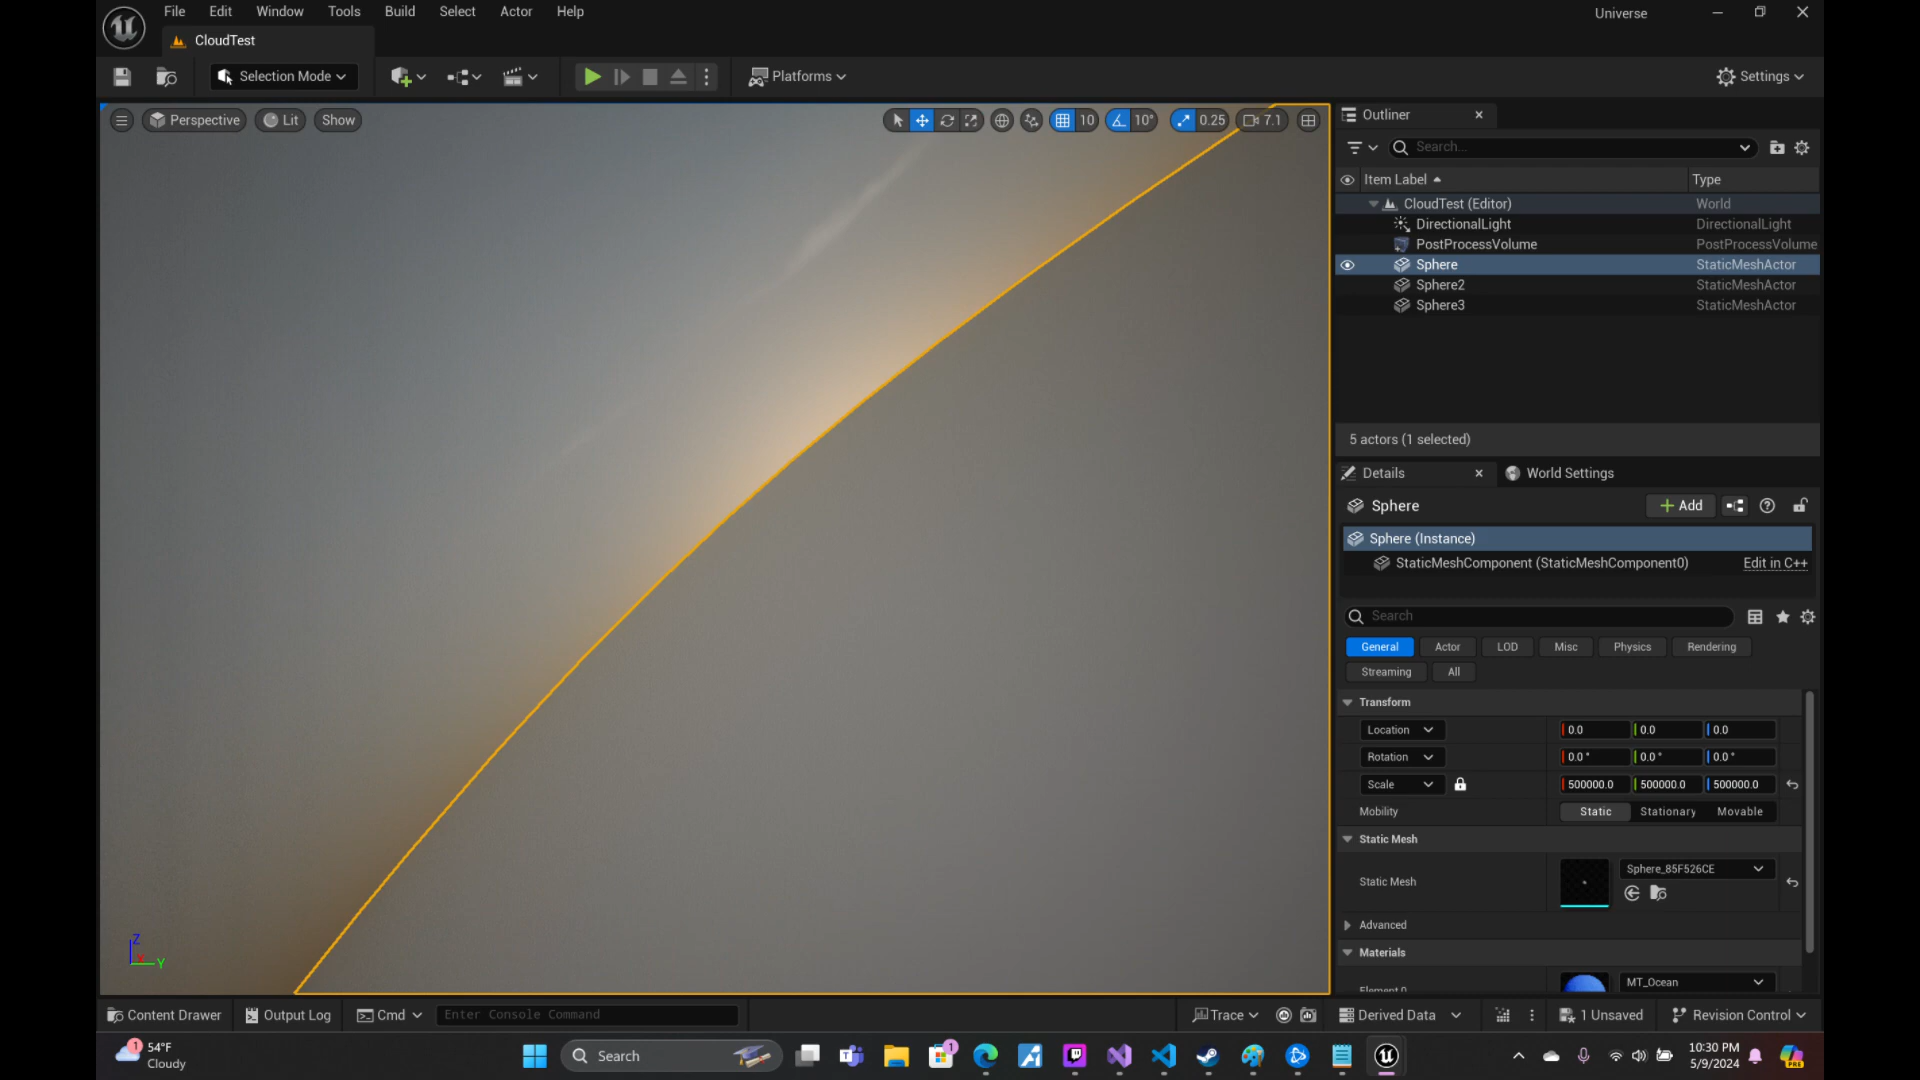 File Edit Window Tools Build Select Actor Help
Universe
CloudTest
Selection Mode
Platforms
Settings
Perspective Lit Show
10 10° 0.25 7.1
Outliner
Search...
Item Label Type
CloudTest (Editor) World
DirectionalLight DirectionalLight
PostProcessVolume PostProcessVolume
Sphere StaticMeshActor
Sphere2 StaticMeshActor
Sphere3 StaticMeshActor
5 actors (1 selected)
Details World Settings
Sphere Add
Sphere (Instance)
StaticMeshComponent (StaticMeshComponent0) Edit in C++
Search
General Actor LOD Misc Physics Rendering
Streaming All
Transform
Location 0.0 0.0 0.0
Rotation 0.0 ° 0.0 ° 0.0 °
Scale 500000.0 500000.0 500000.0
Mobility Static Stationary Movable
Static Mesh
Static Mesh Sphere_85F526CE
Advanced
Materials
Element 0 MT_Ocean
Z
X Y
Content Drawer Output Log Cmd Enter Console Command Trace Derived Data 1 Unsaved Revision Control
1 54°F
Cloudy
Search
1
10:30 PM
5/9/2024
PRE